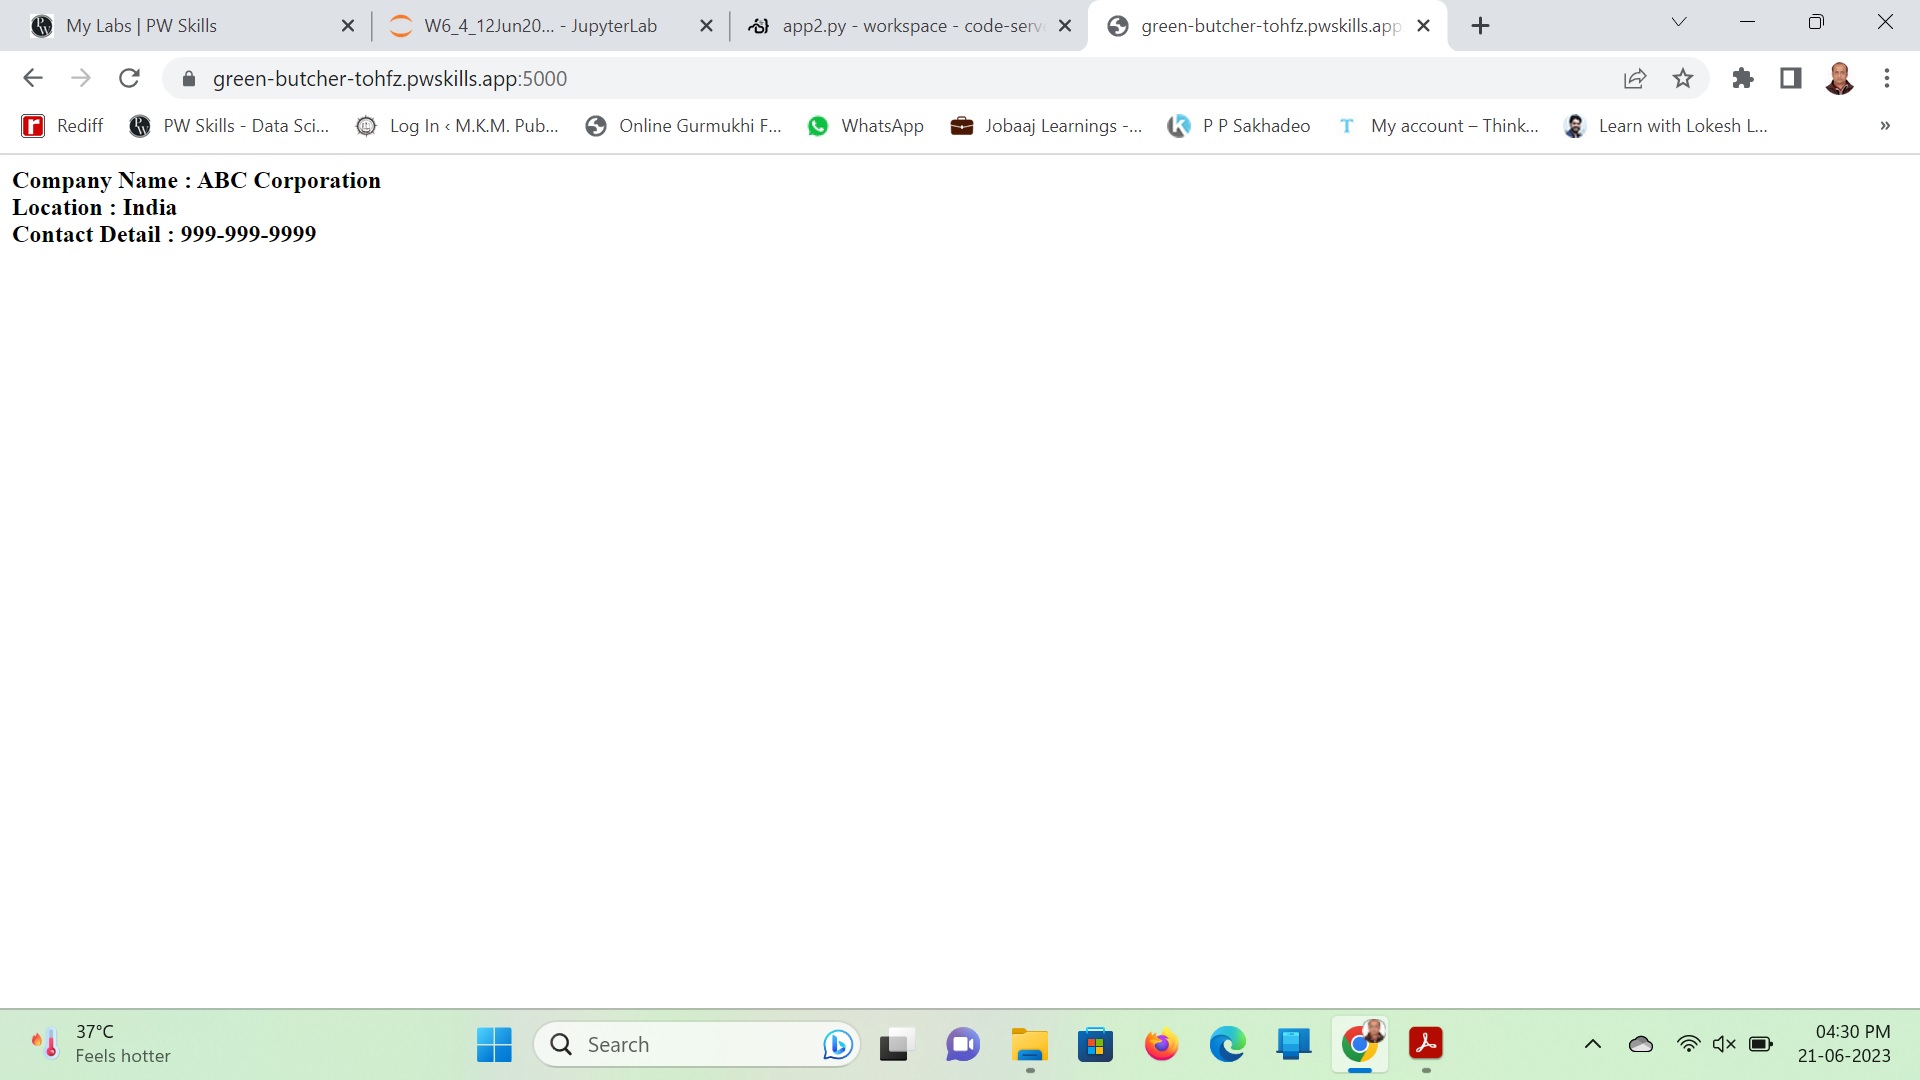 My Labs | PW Skills
W6_4_12Jun20... - JupyterLab
app2.py - workspace - code-serv
green-butcher-tohfz.pwskills.app
green-butcher-tohfz.pwskills.app:5000
Rediff
PW Skills - Data Sci...
Log In ‹ M.K.M. Pub...
Online Gurmukhi F...
WhatsApp
Jobaaj Learnings -...
P P Sakhadeo
T
My account – Think...
Learn with Lokesh L...
»
Company Name : ABC Corporation
Location : India
Contact Detail : 999-999-9999
37°C
Feels hotter
Search
04:30 PM
21-06-2023